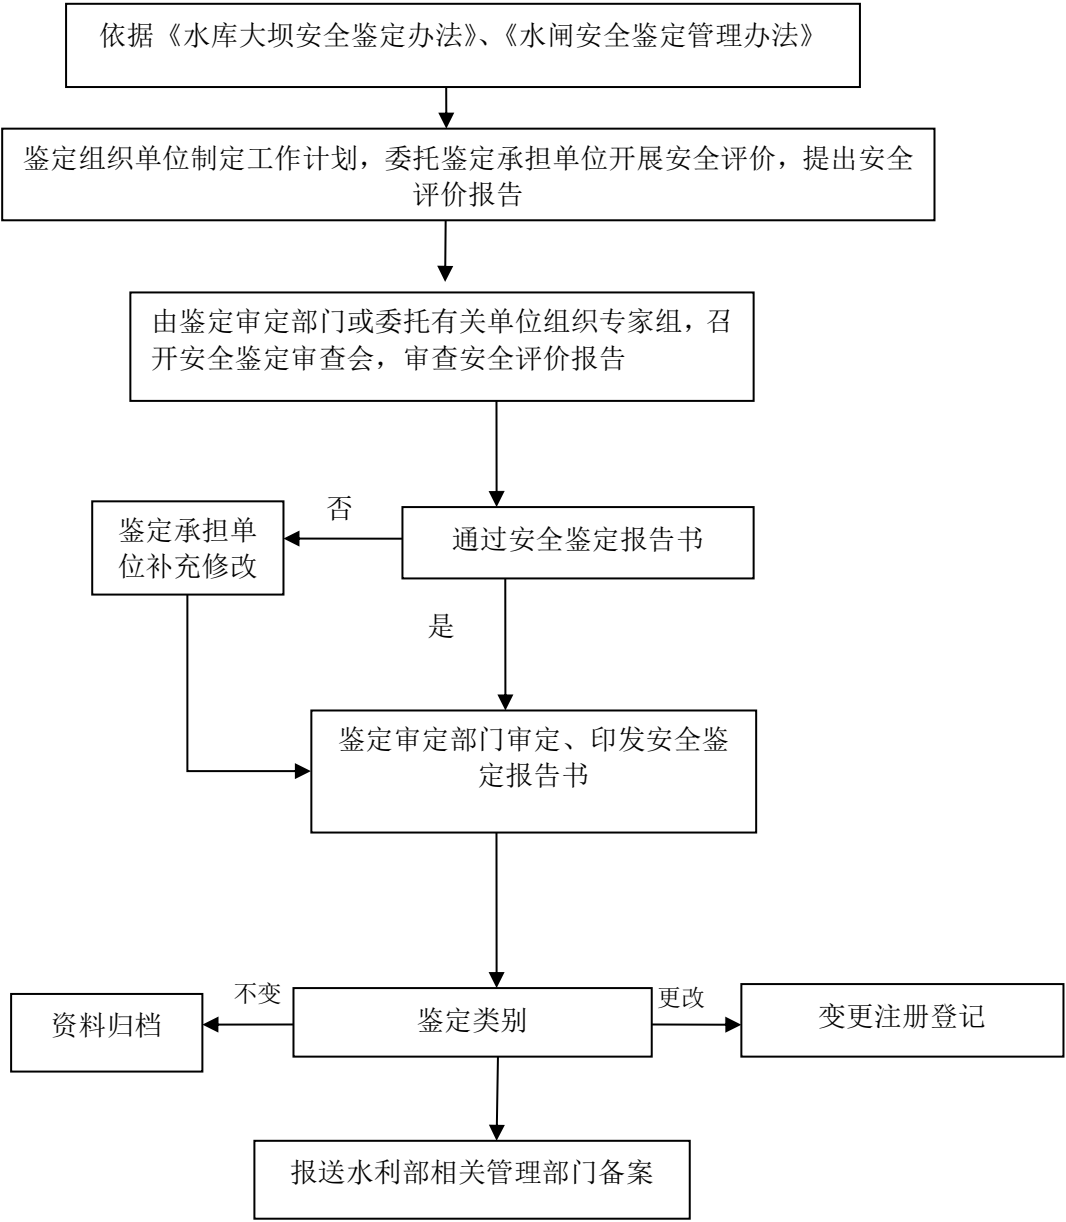 依据《水库大坝安全鉴定办法》、《水闸安全鉴定管理办法》
鉴定组织单位制定工作计划，委托鉴定承担单位开展安全评价，提出安全
评价报告
由鉴定审定部门或委托有关单位组织专家组，召
开安全鉴定审查会，审查安全评价报告
否
鉴定承担单
位补充修改
通过安全鉴定报告书
是
鉴定审定部门审定、印发安全鉴
定报告书
不变
更改
资料归档
鉴定类别
变更注册登记
报送水利部相关管理部门备案